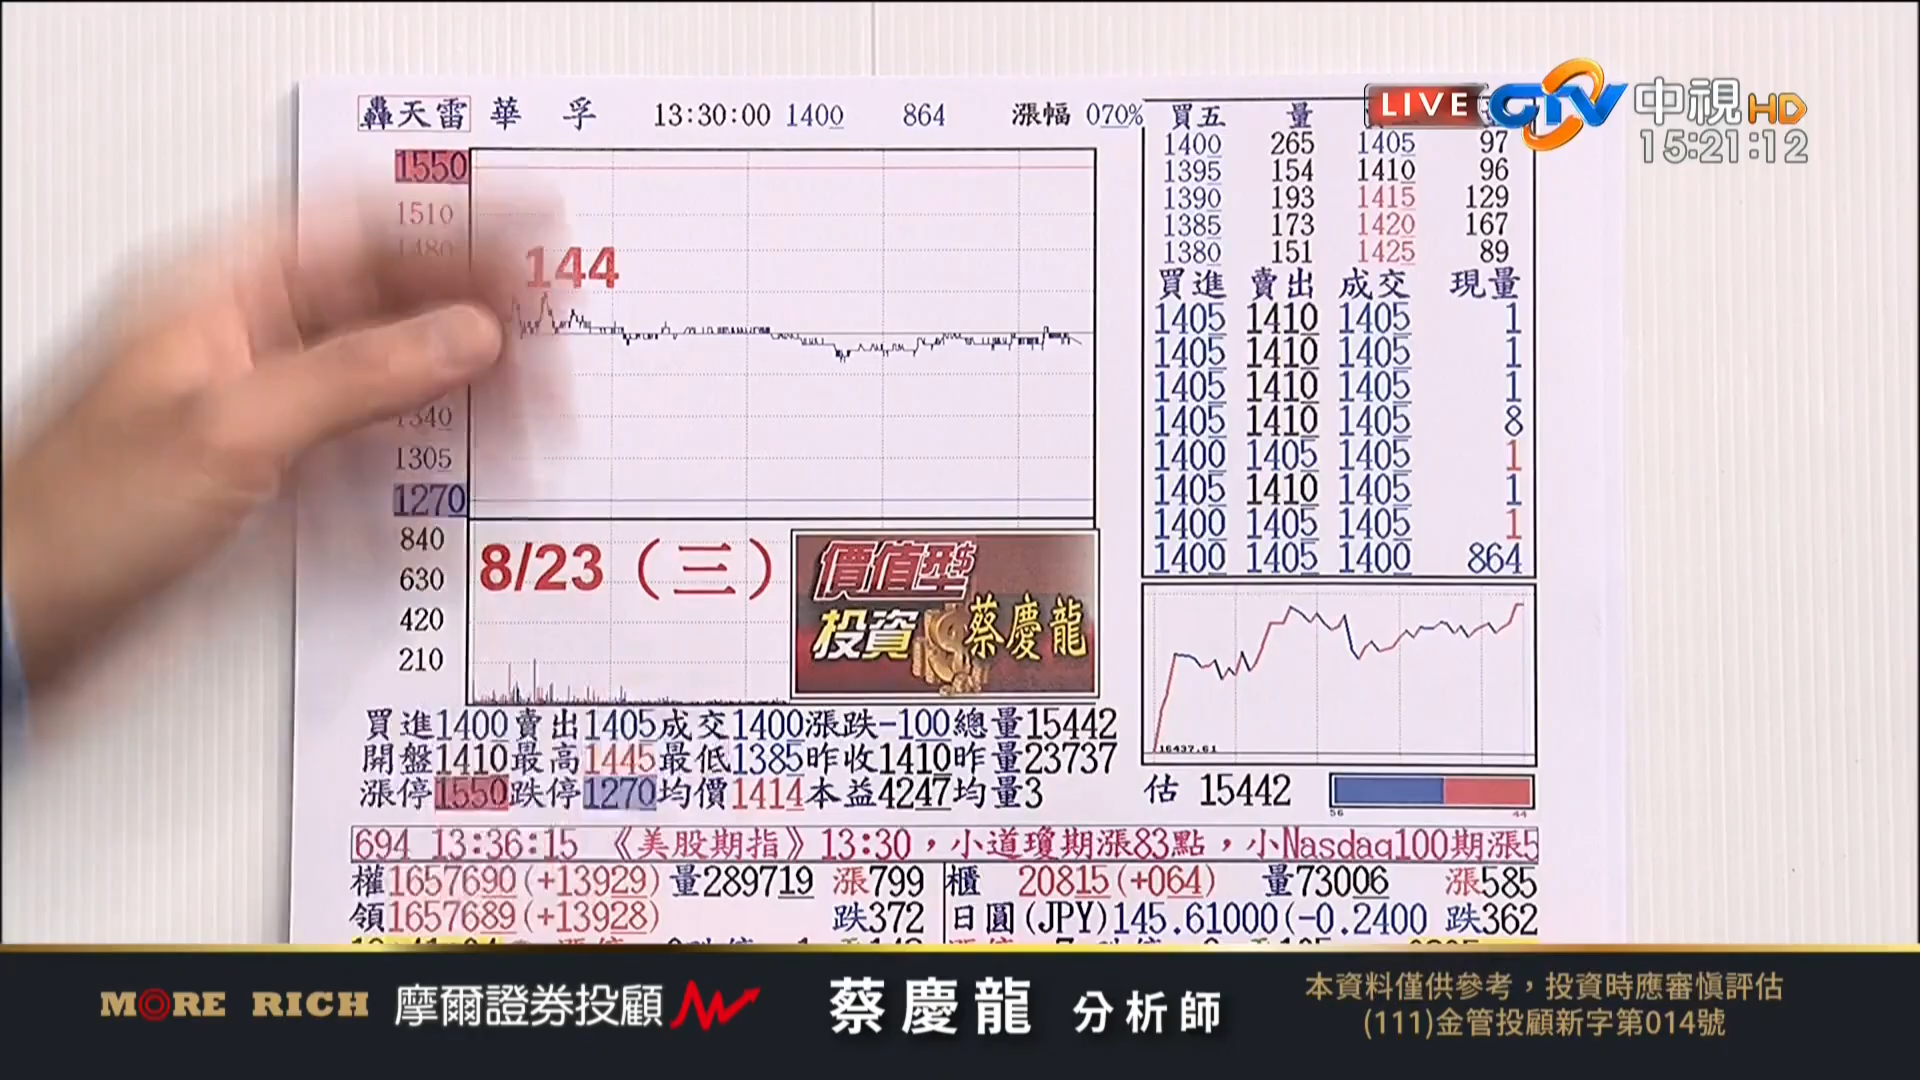 轟天雷 華 孚 13:30:00 1400 864 漲幅 070%
LIVE CTV 中視 HD
15:21:12
1550
1510
1480
1340
1305
1270
840
630
420
210
144
8/23（三）
價值型$
投資 蔡慶龍
買五 量
1400 265 1405 97
1395 154 1410 96
1390 193 1415 129
1385 173 1420 167
1380 151 1425 89
買進 賣出 成交 現量
1405 1410 1405 1
1405 1410 1405 1
1405 1410 1405 1
1405 1410 1405 8
1400 1405 1405 1
1405 1410 1405 1
1400 1405 1405 1
1400 1405 1400 864
16437.61
估 15442
56 44
買進1400賣出1405成交1400漲跌-100總量15442
開盤1410最高1445最低1385昨收1410昨量23737
漲停1550跌停1270均價1414本益4247均量3
694 13:36:15 《美股期指》13:30，小道瓊期漲83點，小Nasdaq100期漲5
權1657690(+13929)量289719 漲799 櫃 20815(+064) 量73006 漲585
領1657689(+13928) 跌372 日圓(JPY)145.61000(-0.2400 跌362
MORE RICH 摩爾證券投顧 蔡慶龍 分析師
本資料僅供參考，投資時應審慎評估
(111)金管投顧新字第014號